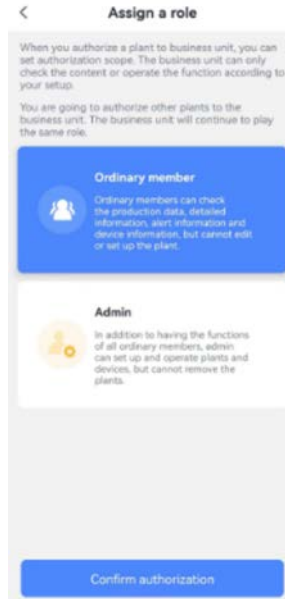 Assign a role
When you authorize a plant to business unit, you can
set authorization scope. The business unit can only
check the content or operate the function according to
your setup.
You are going to authorize other plants to the
business unit. The business unit will continue to play
the same role.
Ordinary member
Ordinary members can check
the production data, detailed
information, alert information and
device information, but cannot edit
or set up the plant.
Admin
In addition to having the functions
of all ordinary members, admin
can set up and operate plants and
devices, but cannot remove the
plants.
Confirm authorization